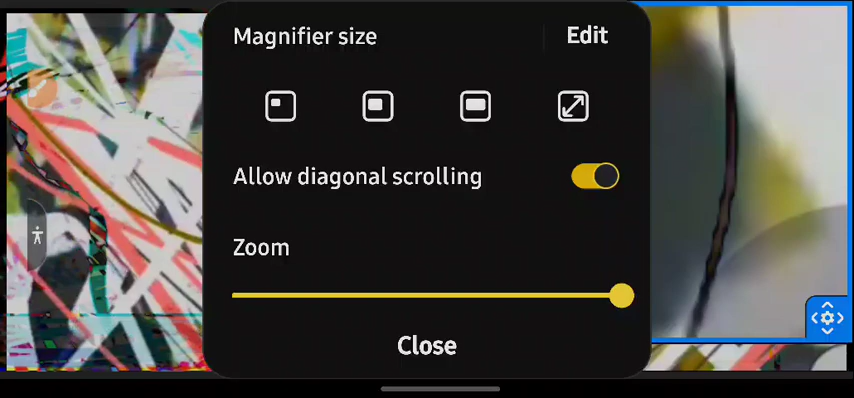 Magnifier size
Edit
Allow diagonal scrolling
Zoom
Close